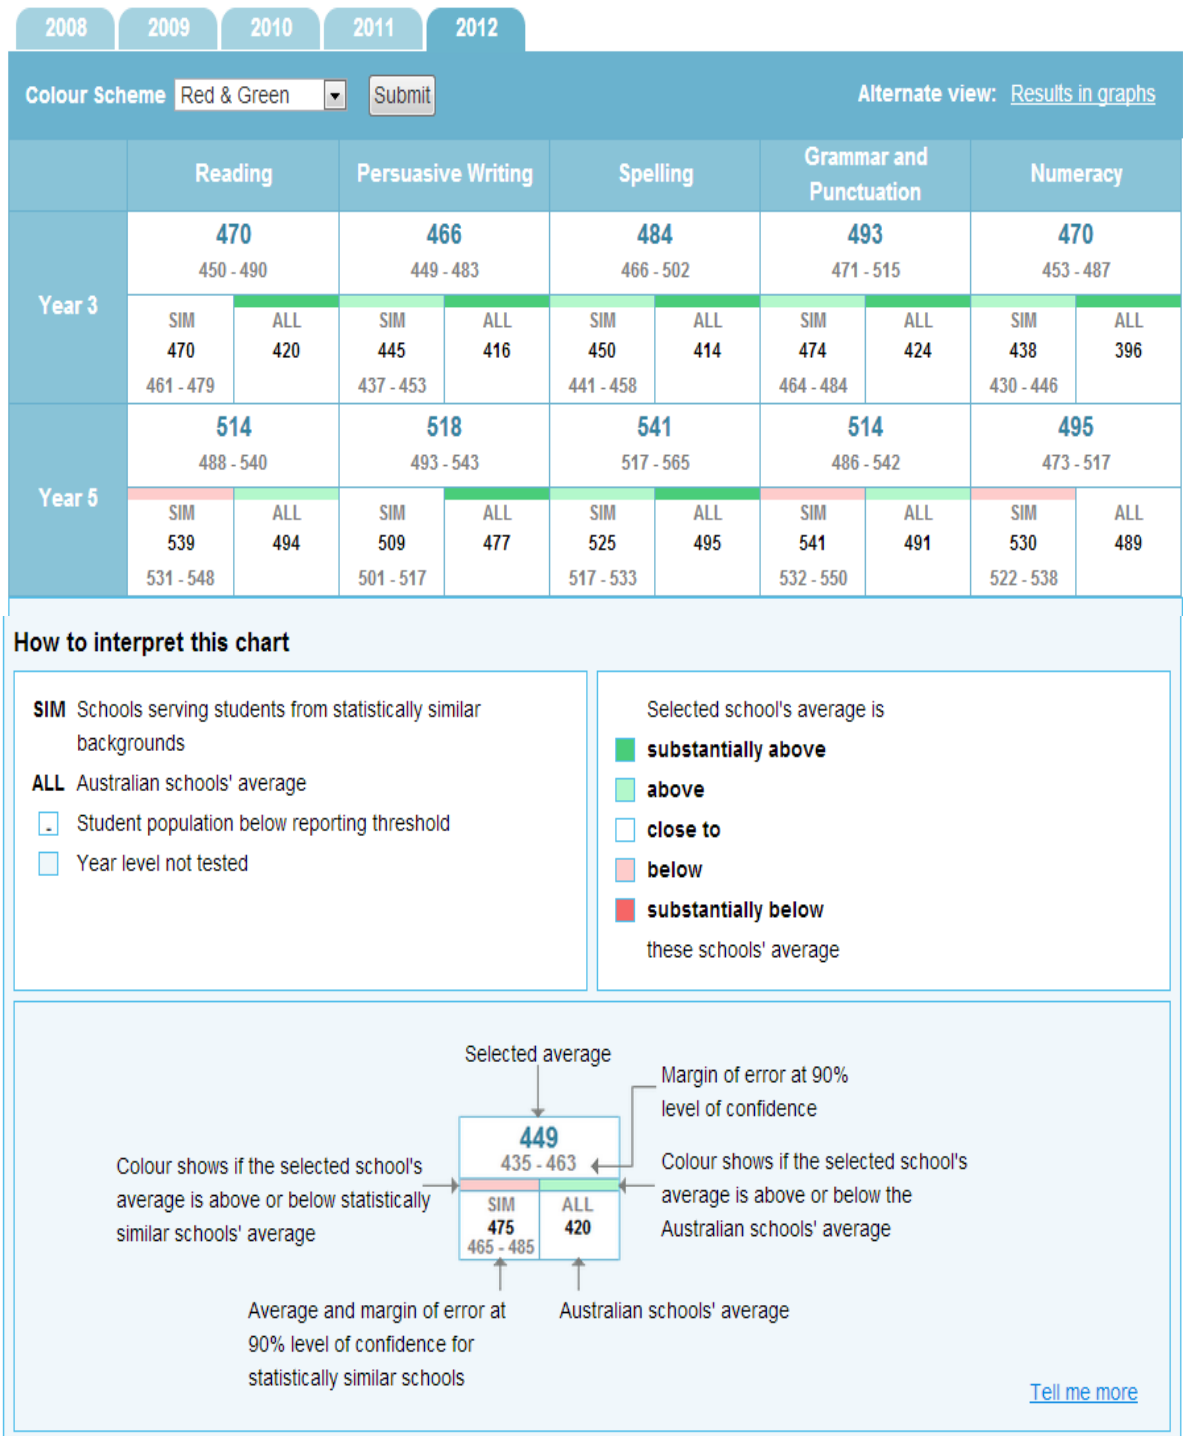 2008 2009 2010 2011 2012
Colour Scheme Red & Green Submit Alternate view: Results in graphs
Reading Persuasive Writing Spelling Grammar and Punctuation Numeracy
Year 3
470 466 484 493 470
450 - 490 449 - 483 466 - 502 471 - 515 453 - 487
SIM ALL SIM ALL SIM ALL SIM ALL SIM ALL
470 420 445 416 450 414 474 424 438 396
461 - 479 437 - 453 441 - 458 464 - 484 430 - 446
Year 5
514 518 541 514 495
488 - 540 493 - 543 517 - 565 486 - 542 473 - 517
SIM ALL SIM ALL SIM ALL SIM ALL SIM ALL
539 494 509 477 525 495 541 491 530 489
531 - 548 501 - 517 517 - 533 532 - 550 522 - 538
How to interpret this chart
SIM Schools serving students from statistically similar
backgrounds
ALL Australian schools' average
- Student population below reporting threshold
Year level not tested
Selected school's average is
substantially above
above
close to
below
substantially below
these schools' average
Selected average
Margin of error at 90%
level of confidence
449
435 - 463
SIM ALL
475 420
465 - 485
Colour shows if the selected school's
average is above or below statistically
similar schools' average
Colour shows if the selected school's
average is above or below the
Australian schools' average
Average and margin of error at
90% level of confidence for
statistically similar schools
Australian schools' average
Tell me more